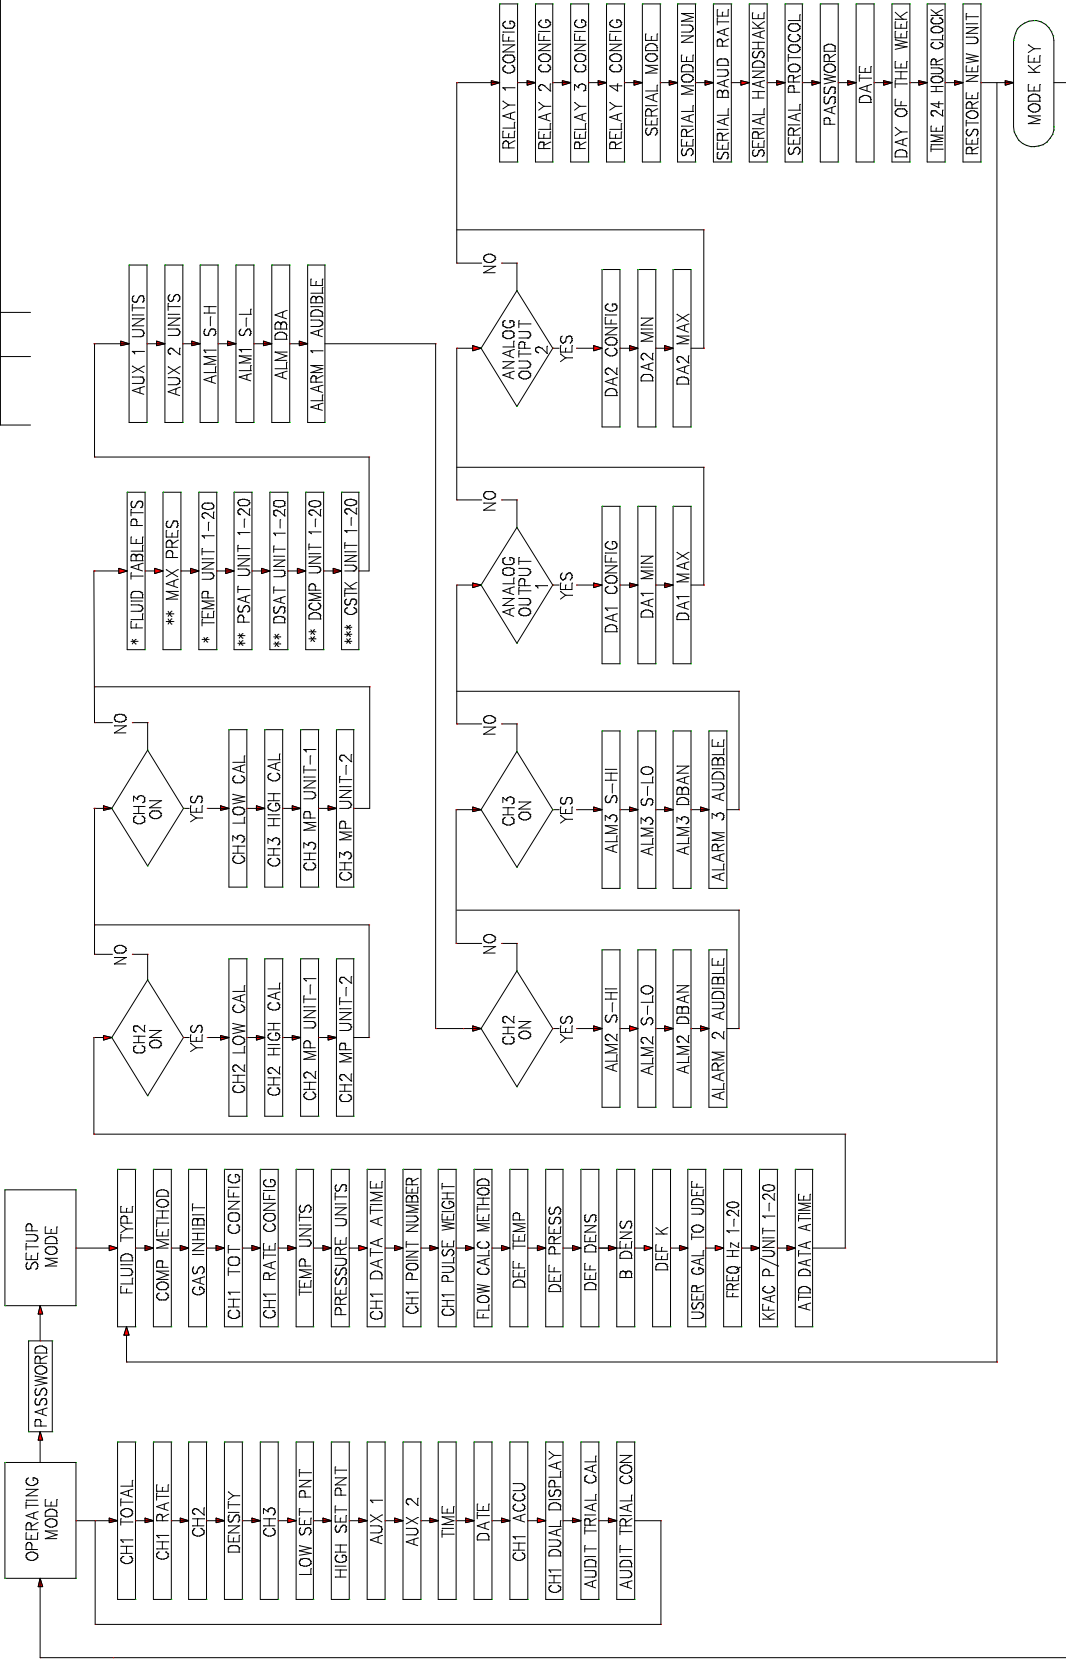 OPERATING
MODE
PASSWORD
SETUP
MODE
CH1 TOTAL
CH1 RATE
CH2
DENSITY
CH3
LOW SET PNT
HIGH SET PNT
AUX 1
AUX 2
TIME
DATE
CH1 ACCU
CH1 DUAL DISPLAY
AUDIT TRIAL CAL
AUDIT TRIAL CON
FLUID TYPE
COMP METHOD
GAS INHIBIT
CH1 TOT CONFIG
CH1 RATE CONFIG
TEMP UNITS
PRESSURE UNITS
CH1 DATA ATIME
CH1 POINT NUMBER
CH1 PULSE WEIGHT
FLOW CALC METHOD
DEF TEMP
DEF PRESS
DEF DENS
B DENS
DEF K
USER GAL TO UDEF
FREQ Hz 1-20
KFAC P/UNIT 1-20
ATD DATA ATIME
CH2
ON
NO
YES
CH2 LOW CAL
CH2 HIGH CAL
CH2 MP UNIT-1
CH2 MP UNIT-2
CH3
ON
NO
YES
CH3 LOW CAL
CH3 HIGH CAL
CH3 MP UNIT-1
CH3 MP UNIT-2
* FLUID TABLE PTS
** MAX PRES
* TEMP UNIT 1-20
** PSAT UNIT 1-20
** DSAT UNIT 1-20
** DCMP UNIT 1-20
*** CSTK UNIT 1-20
AUX 1 UNITS
AUX 2 UNITS
ALM1 S-H
ALM1 S-L
ALM DBA
ALARM 1 AUDIBLE
CH2
ON
NO
YES
ALM2 S-HI
ALM2 S-LO
ALM2 DBAN
ALARM 2 AUDIBLE
CH3
ON
NO
YES
ALM3 S-HI
ALM3 S-LO
ALM3 DBAN
ALARM 3 AUDIBLE
ANALOG
OUTPUT
1
NO
YES
DA1 CONFIG
DA1 MIN
DA1 MAX
ANALOG
OUTPUT
2
NO
YES
DA2 CONFIG
DA2 MIN
DA2 MAX
RELAY 1 CONFIG
RELAY 2 CONFIG
RELAY 3 CONFIG
RELAY 4 CONFIG
SERIAL MODE
SERIAL MODE NUM
SERIAL BAUD RATE
SERIAL HANDSHAKE
SERIAL PROTOCOL
PASSWORD
DATE
DAY OF THE WEEK
TIME 24 HOUR CLOCK
RESTORE NEW UNIT
MODE KEY